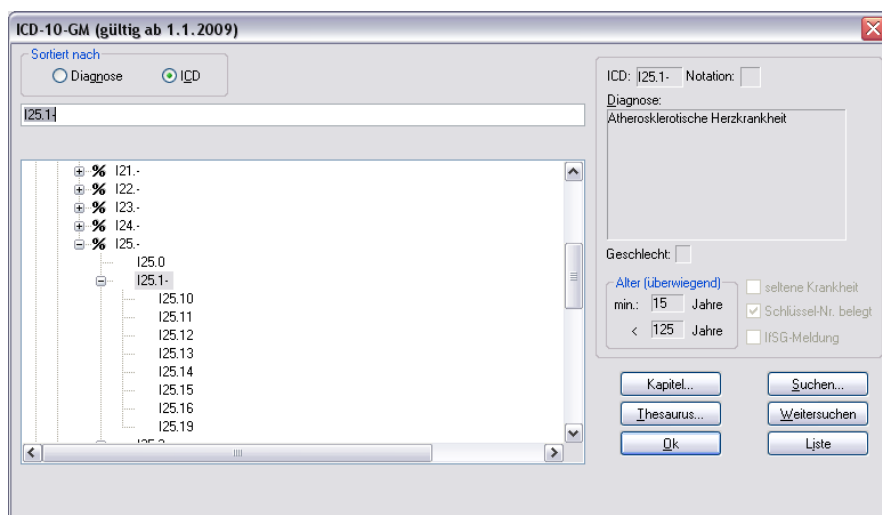 ICD-10-GM (gültig ab 1.1.2009)
Sortiert nach
Diagnose
ICD
I25.1-
% I21.-
% I22.-
% I23.-
% I24.-
% I25.-
I25.0
I25.1-
I25.10
I25.11
I25.12
I25.13
I25.14
I25.15
I25.16
I25.19
ICD: I25.1- Notation:
Diagnose:
Atherosklerotische Herzkrankheit
Geschlecht:
Alter (überwiegend)
min.: 15 Jahre
< 125 Jahre
seltene Krankheit
Schlüssel-Nr. belegt
IfSG-Meldung
Kapitel...
Suchen...
Thesaurus...
Weitersuchen
Ok
Liste